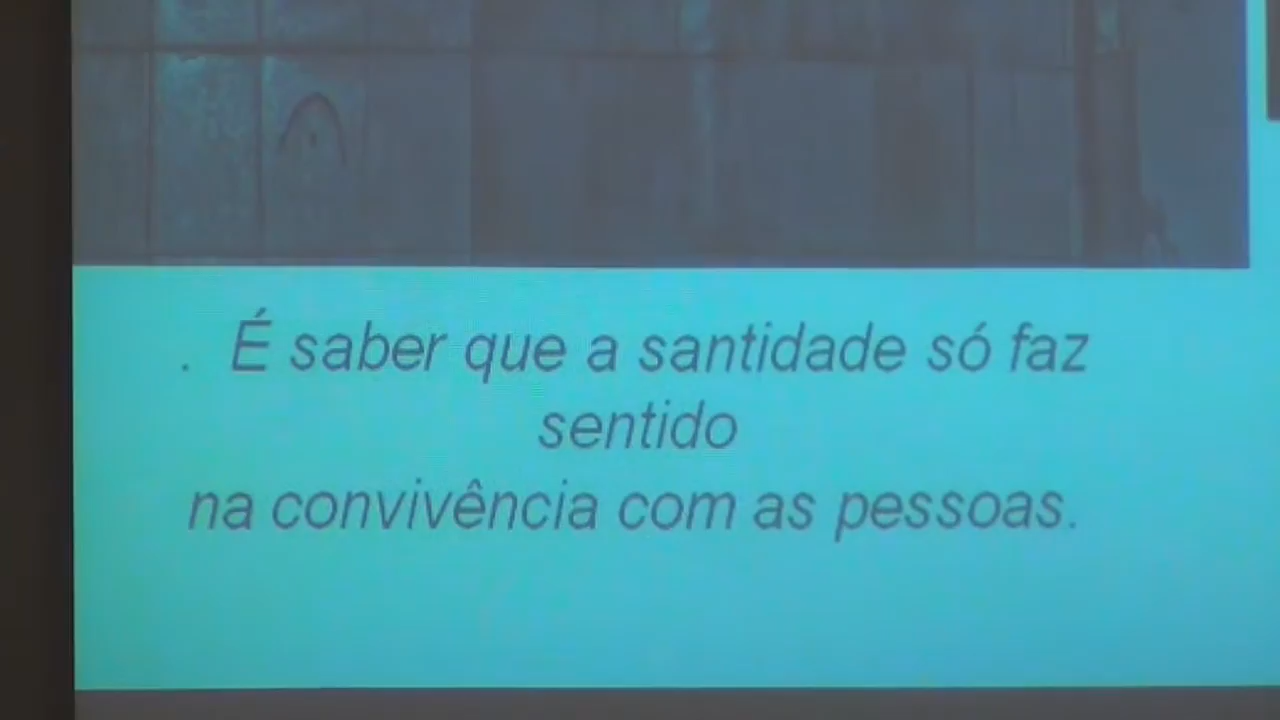 . É saber que a santidade só faz
sentido
na convivência com as pessoas.